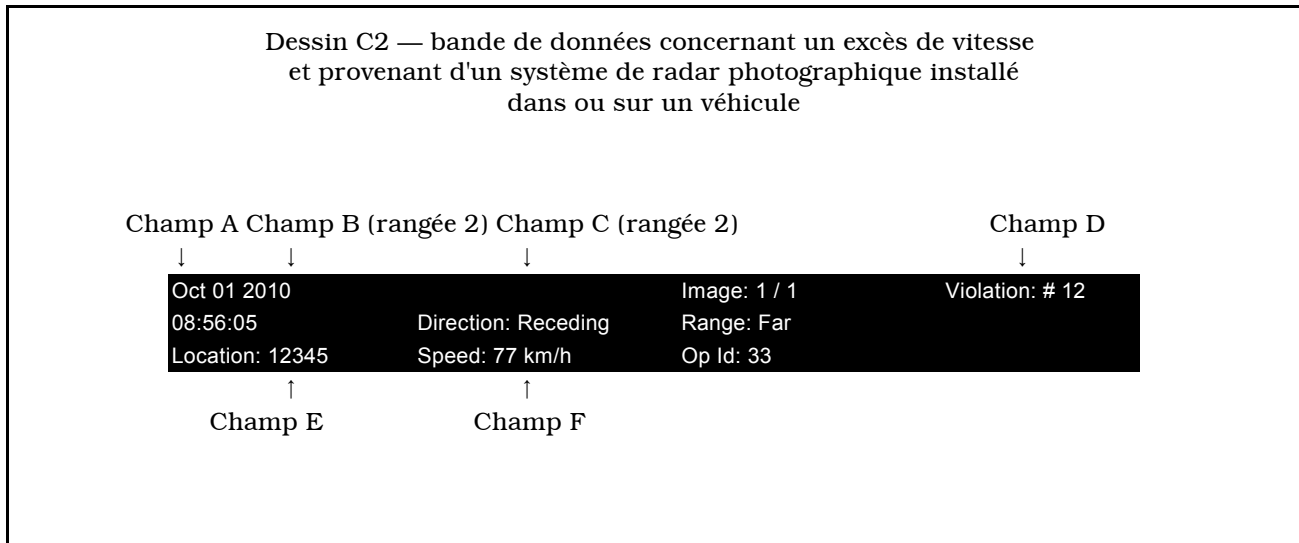 Dessin C2 — bande de données concernant un excès de vitesse
et provenant d'un système de radar photographique installé
dans ou sur un véhicule
Champ A Champ B (rangée 2) Champ C (rangée 2) Champ D
↓ ↓ ↓ ↓
Oct 01 2010 Image: 1 / 1 Violation: # 12
08:56:05 Direction: Receding Range: Far
Location: 12345 Speed: 77 km/h Op Id: 33
↑ ↑
Champ E Champ F